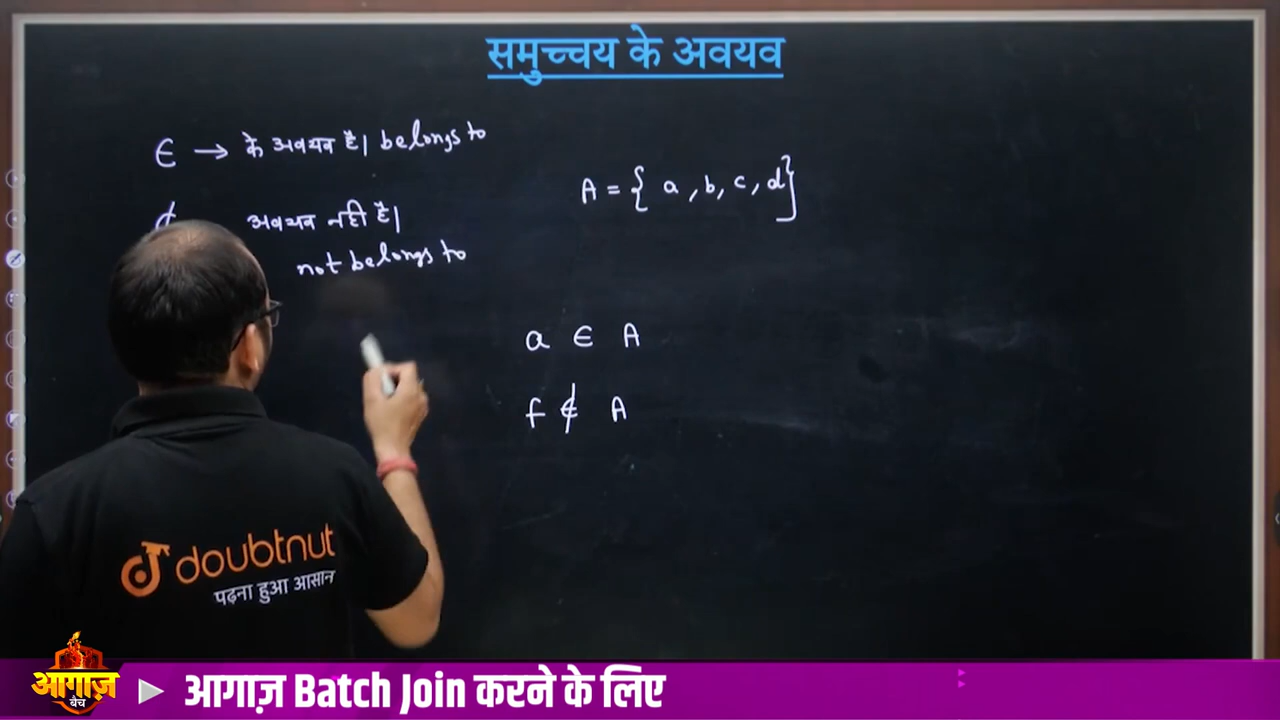 समुच्चय के अवयव
∈ → के अवयव है| belongs to
A = { a , b, c, d}
अवयव नही है|
not belongs to
a ∈ A
f ∉ A
doubtnut
पढ़ना हुआ आसान
आगाज़
बैच
आगाज़ Batch Join करने के लिए